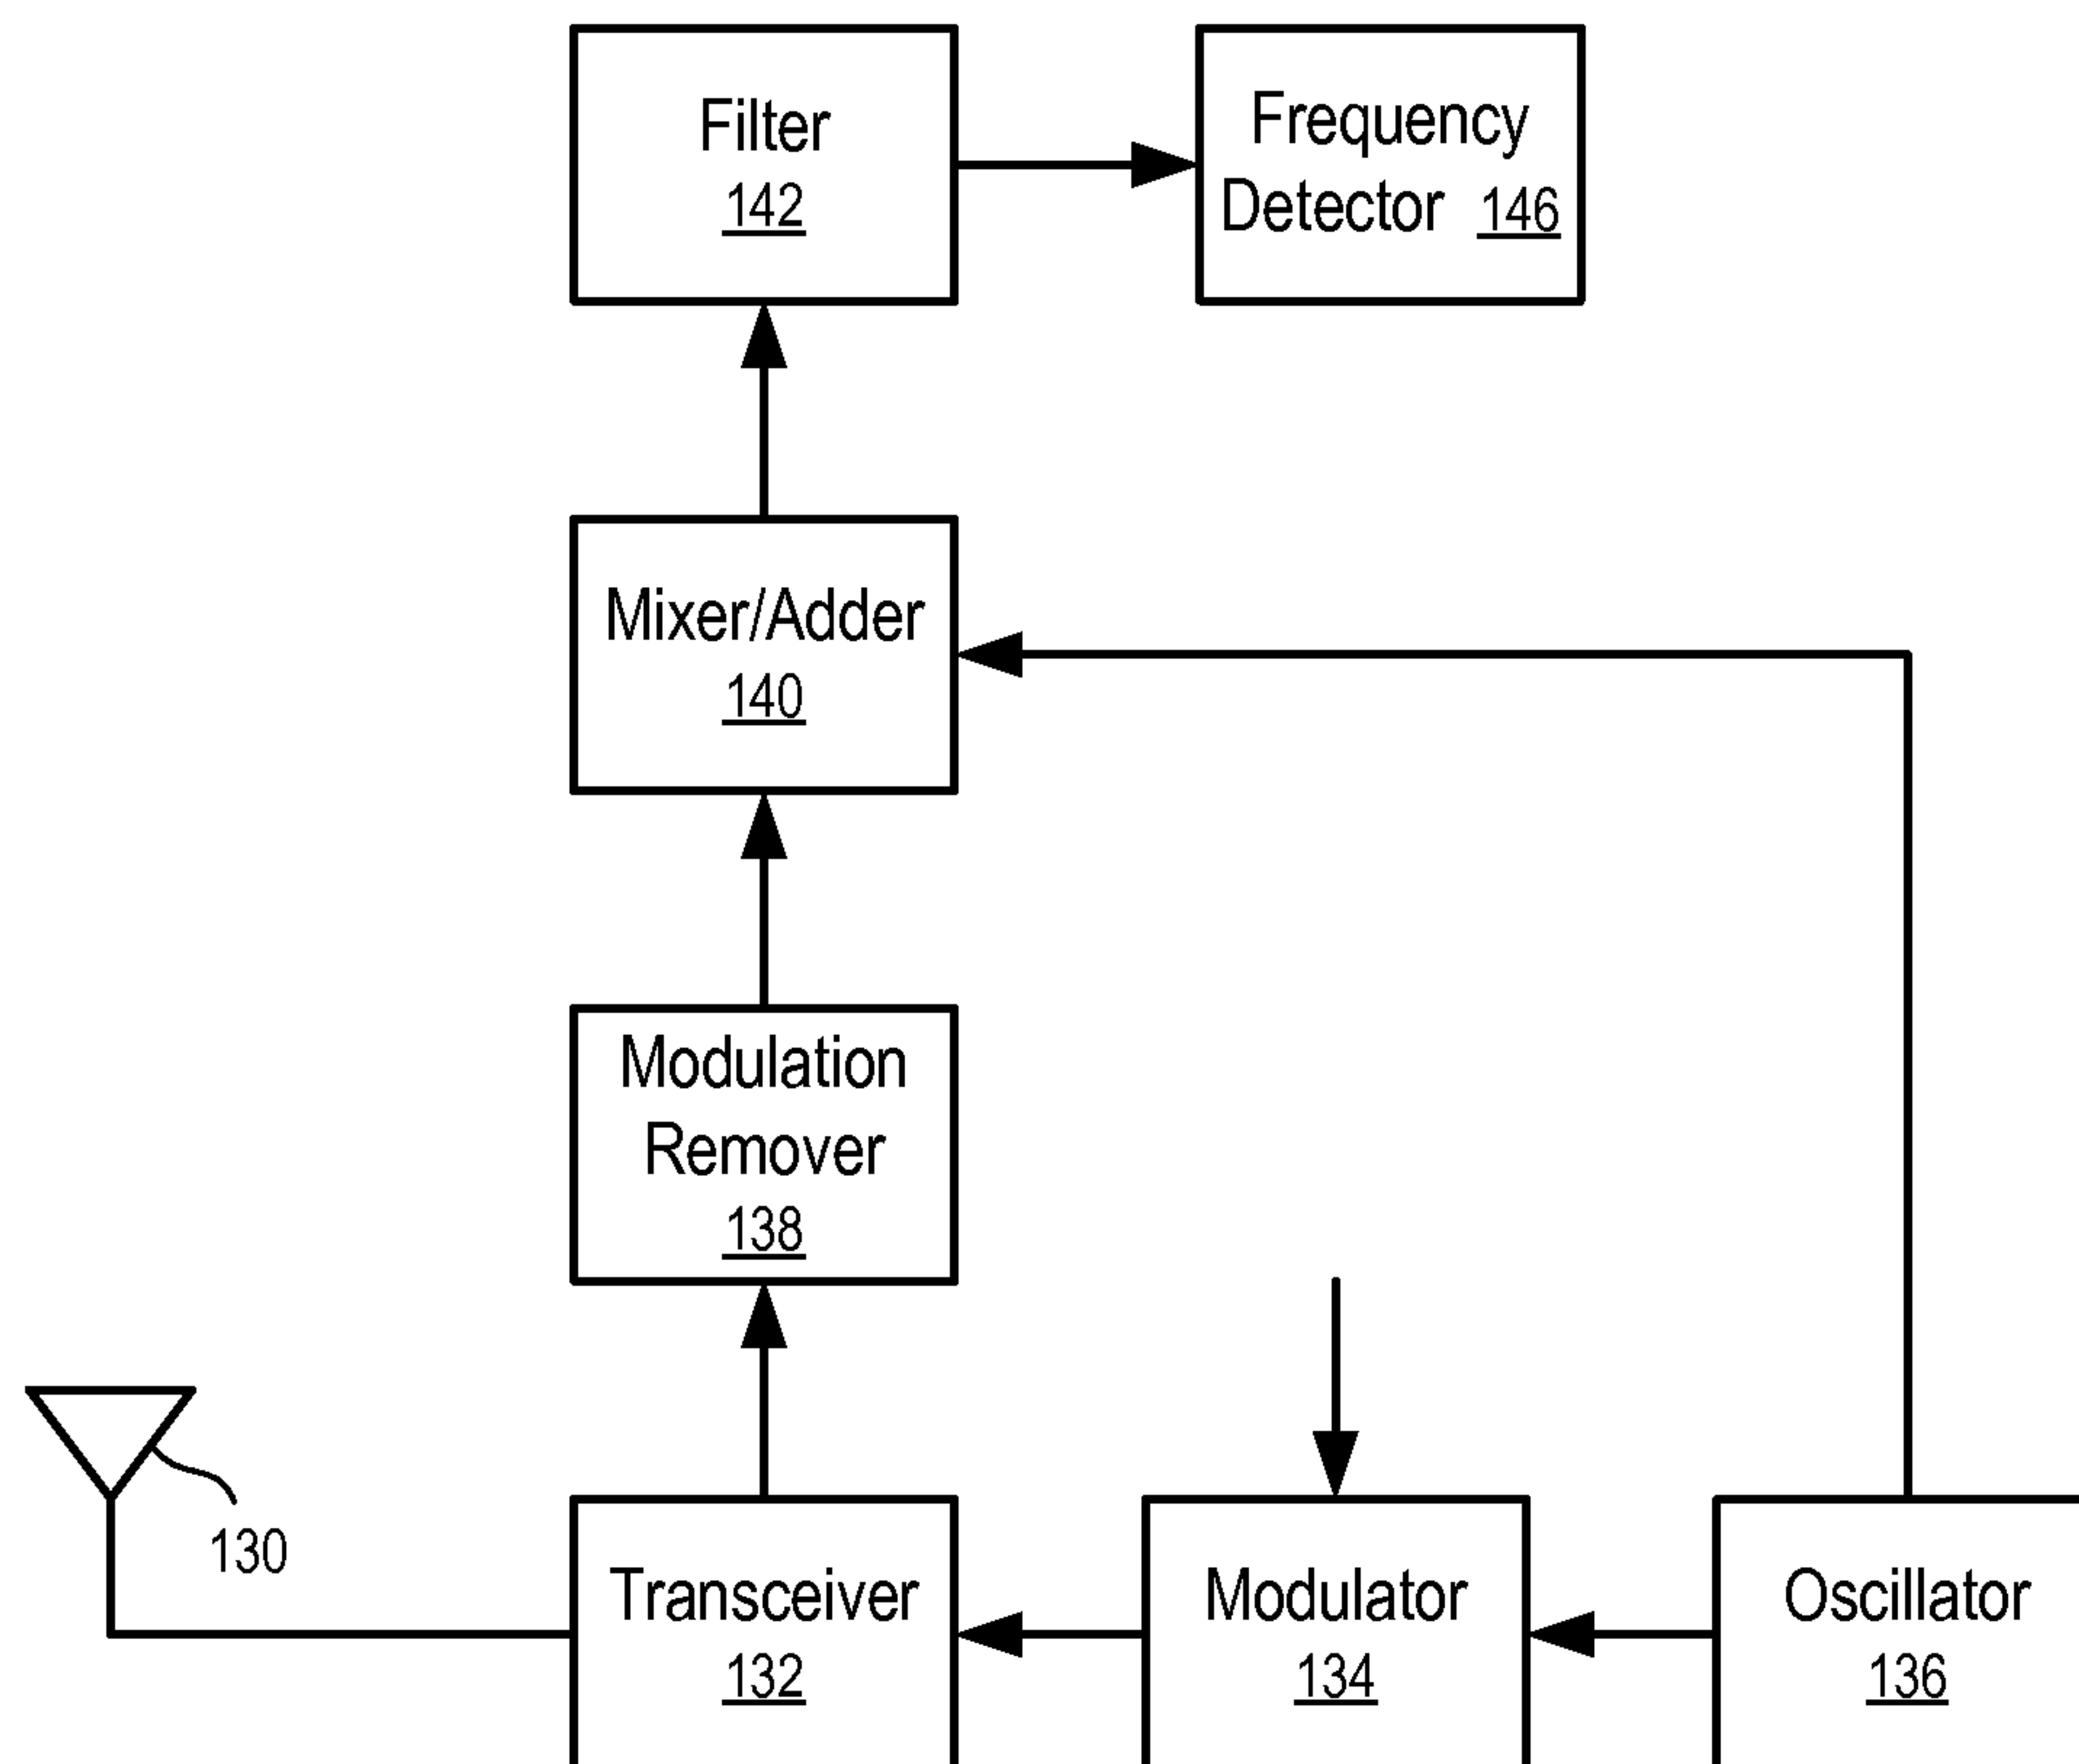 Filter
142
Frequency
Detector 146
Mixer/Adder
140
Modulation
Remover
138
130
Transceiver
132
Modulator
134
Oscillator
136